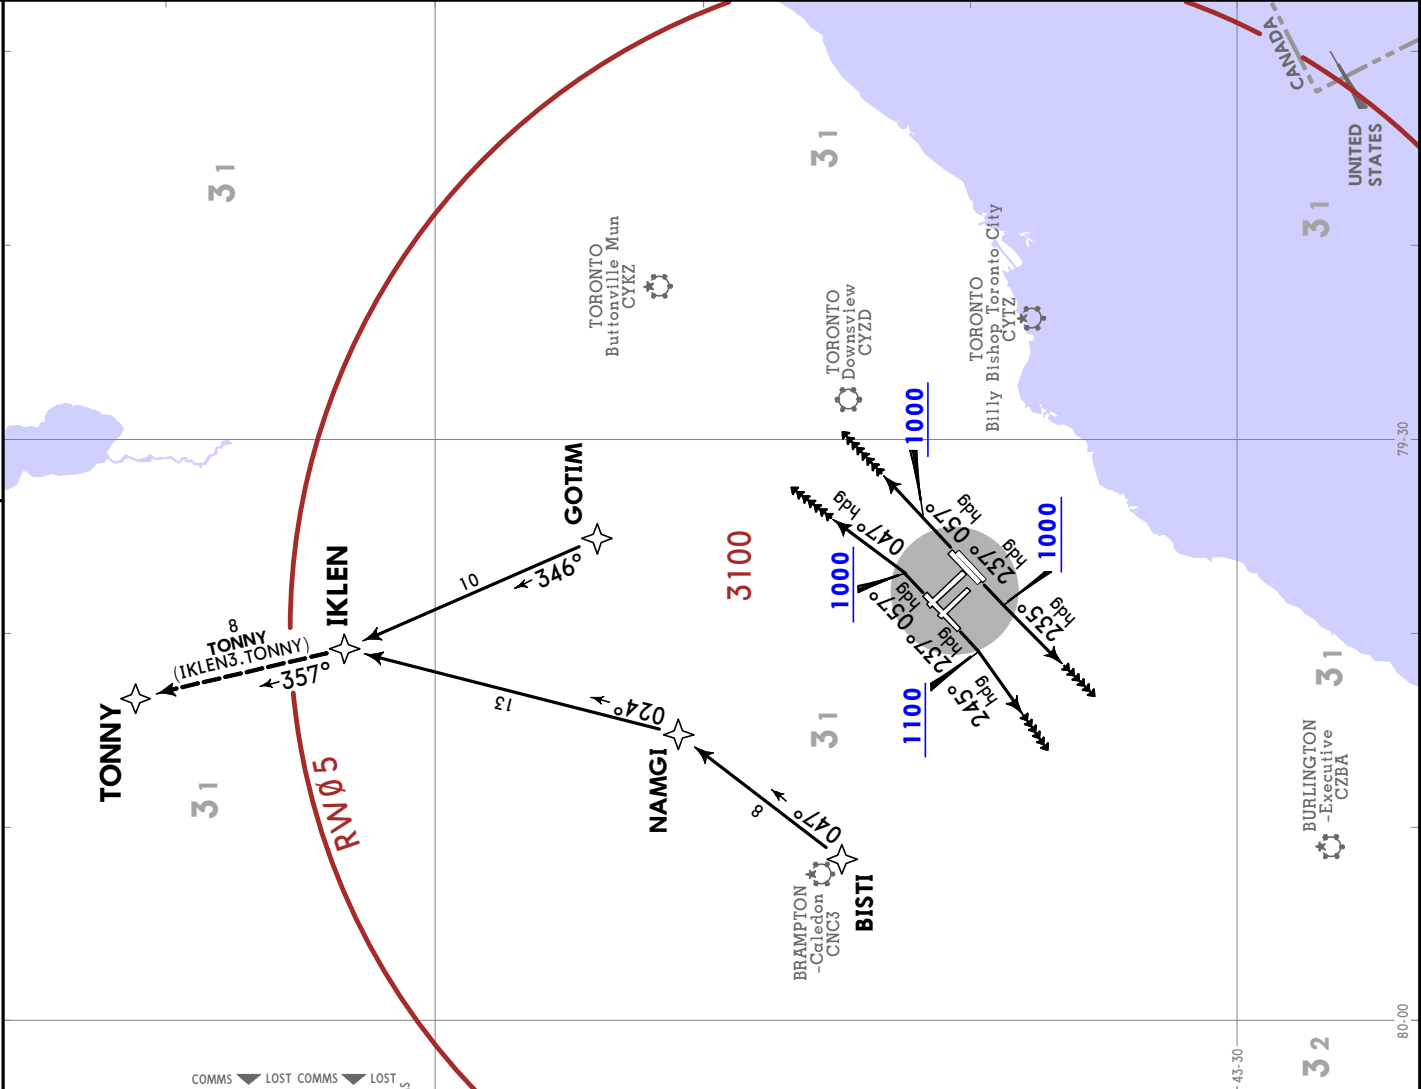 CANADA
UNITED
STATES
31
31
31
TORONTO
Buttonville Mun
CYKZ
TORONTO
Downsview
CYZD
TORONTO
Billy Bishop Toronto City
CYTZ
79-30
GOTIM
346°
10
IKLEN
8
TONNY
(IKLEN3.TONNY)
357°
TONNY
31
RWØ5
3100
1000
1000
1000
1100
hdg
047°
hdg
057°
hdg
057°
hdg
237°
hdg
237°
hdg
235°
hdg
245°
13
024°
NAMGI
31
31
8
047°
BISTI
BRAMPTON
-Caledon
CNC3
BURLINGTON
-Executive
CZBA
80-00
43-30
32
COMMS LOST COMMS LOST